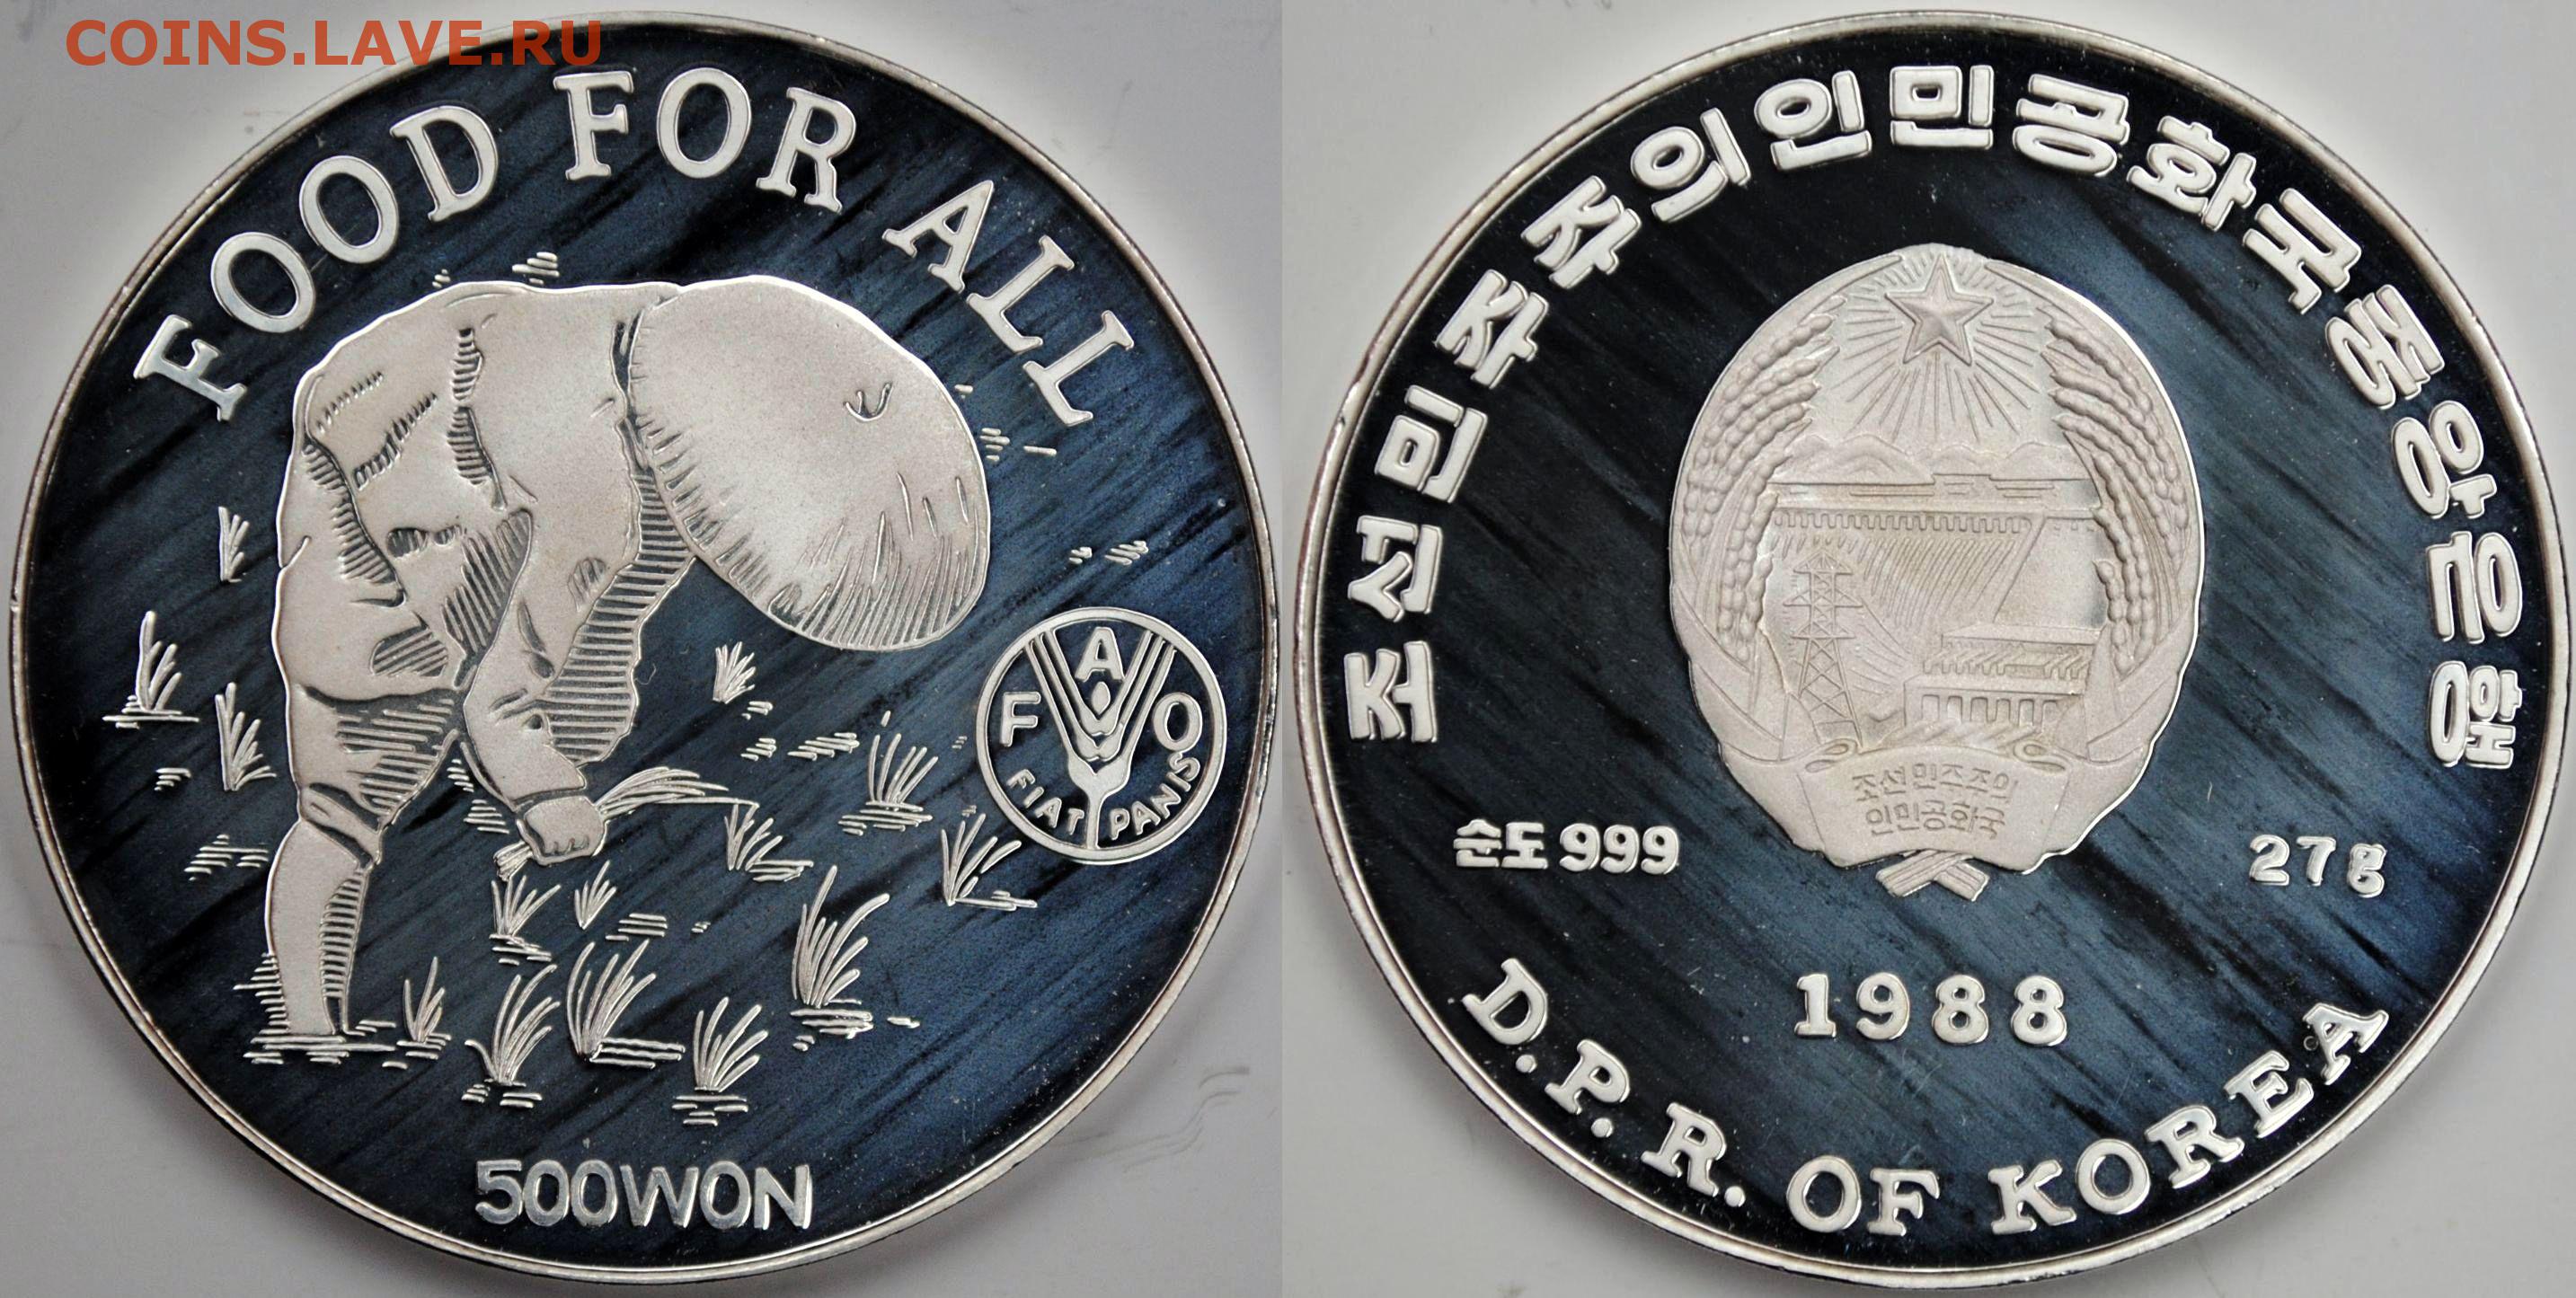 COINS.LAVE.RU
FOOD FOR ALL
F A O
FIAT PANIS
500 WON
조선민주주의인민공화국중앙은행
조선민주주의
인민공화국
순도 999
27g
1988
D.P.R. OF KOREA